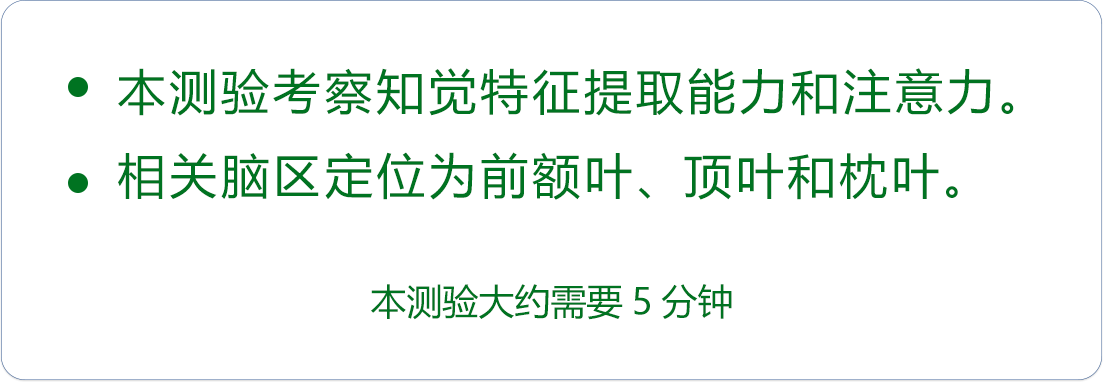 • 本测验考察知觉特征提取能力和注意力。
• 相关脑区定位为前额叶、顶叶和枕叶。
本测验大约需要 5 分钟